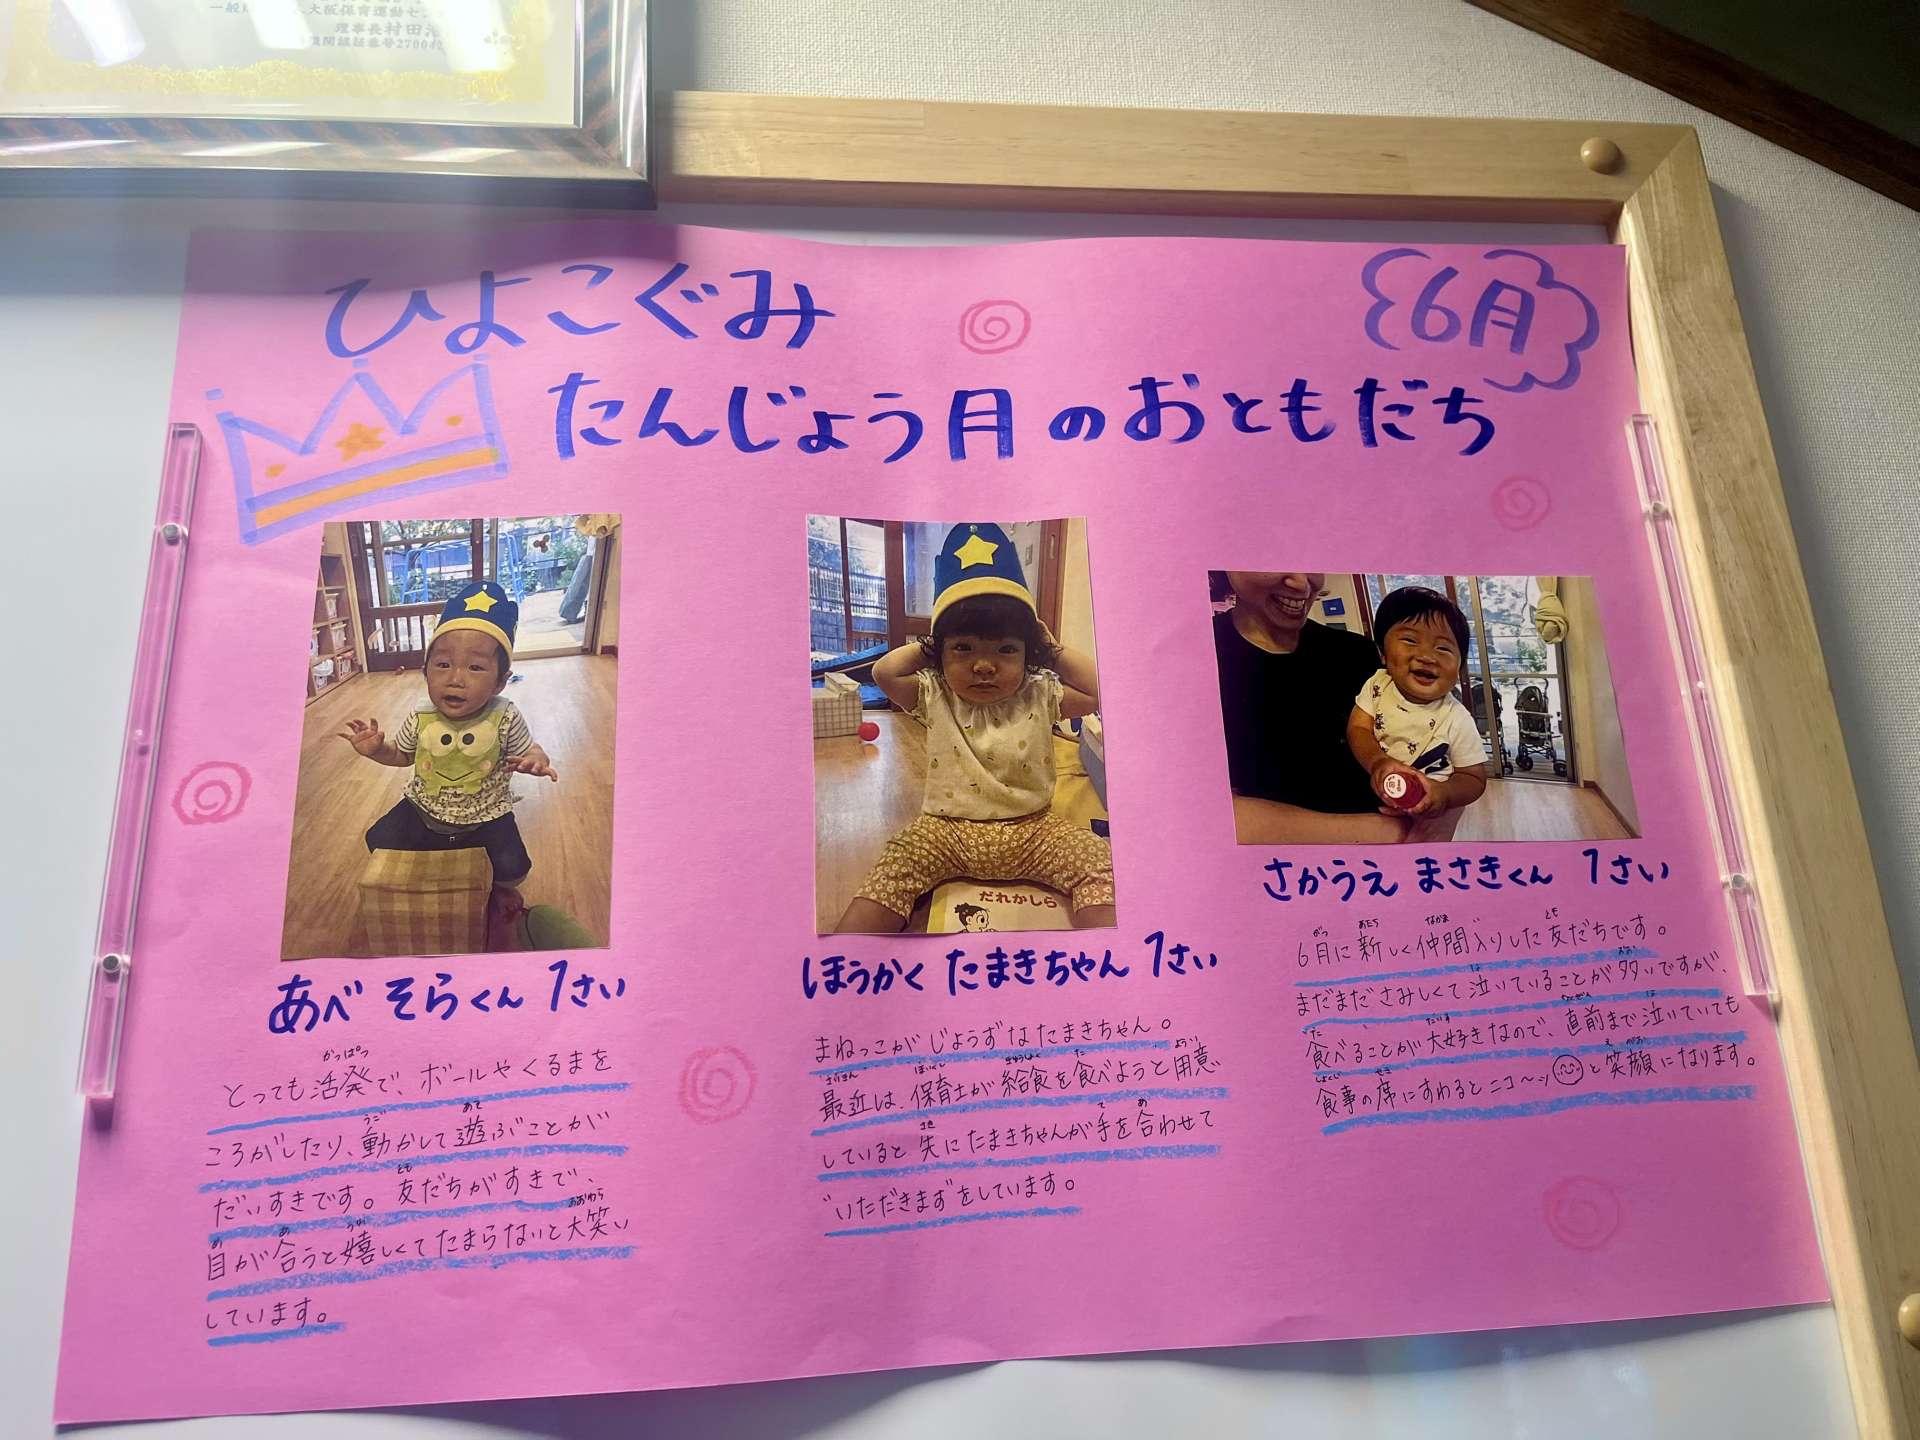 大阪保育運動セ
理事長村田
ひよこぐみ
6月
たんじょう月のおともだち
だれかしら
あべ そらくん 1さい
とっても活発で、ボールやくるまを
ころがしたり、動かして遊ぶことが
だいすきです。友だちがすきで、
目が合うと嬉しくてたまらないと大笑い
しています。
ほうかく たまきちゃん 1さい
まねっこがじょうずなたまきちゃん。
最近は、保育士が給食を食べようと用意
していると先にたまきちゃんが手を合わせて
"いただきます"をしています。
さかうえ まさきくん 1さい
6月に新しく仲間入りした友だちです。
まだまださみしくて泣いていることが多いですが、
食べることが大好きなので、直前まで泣いていても
食事の席にすわるとニコ〜ッと笑顔になります。